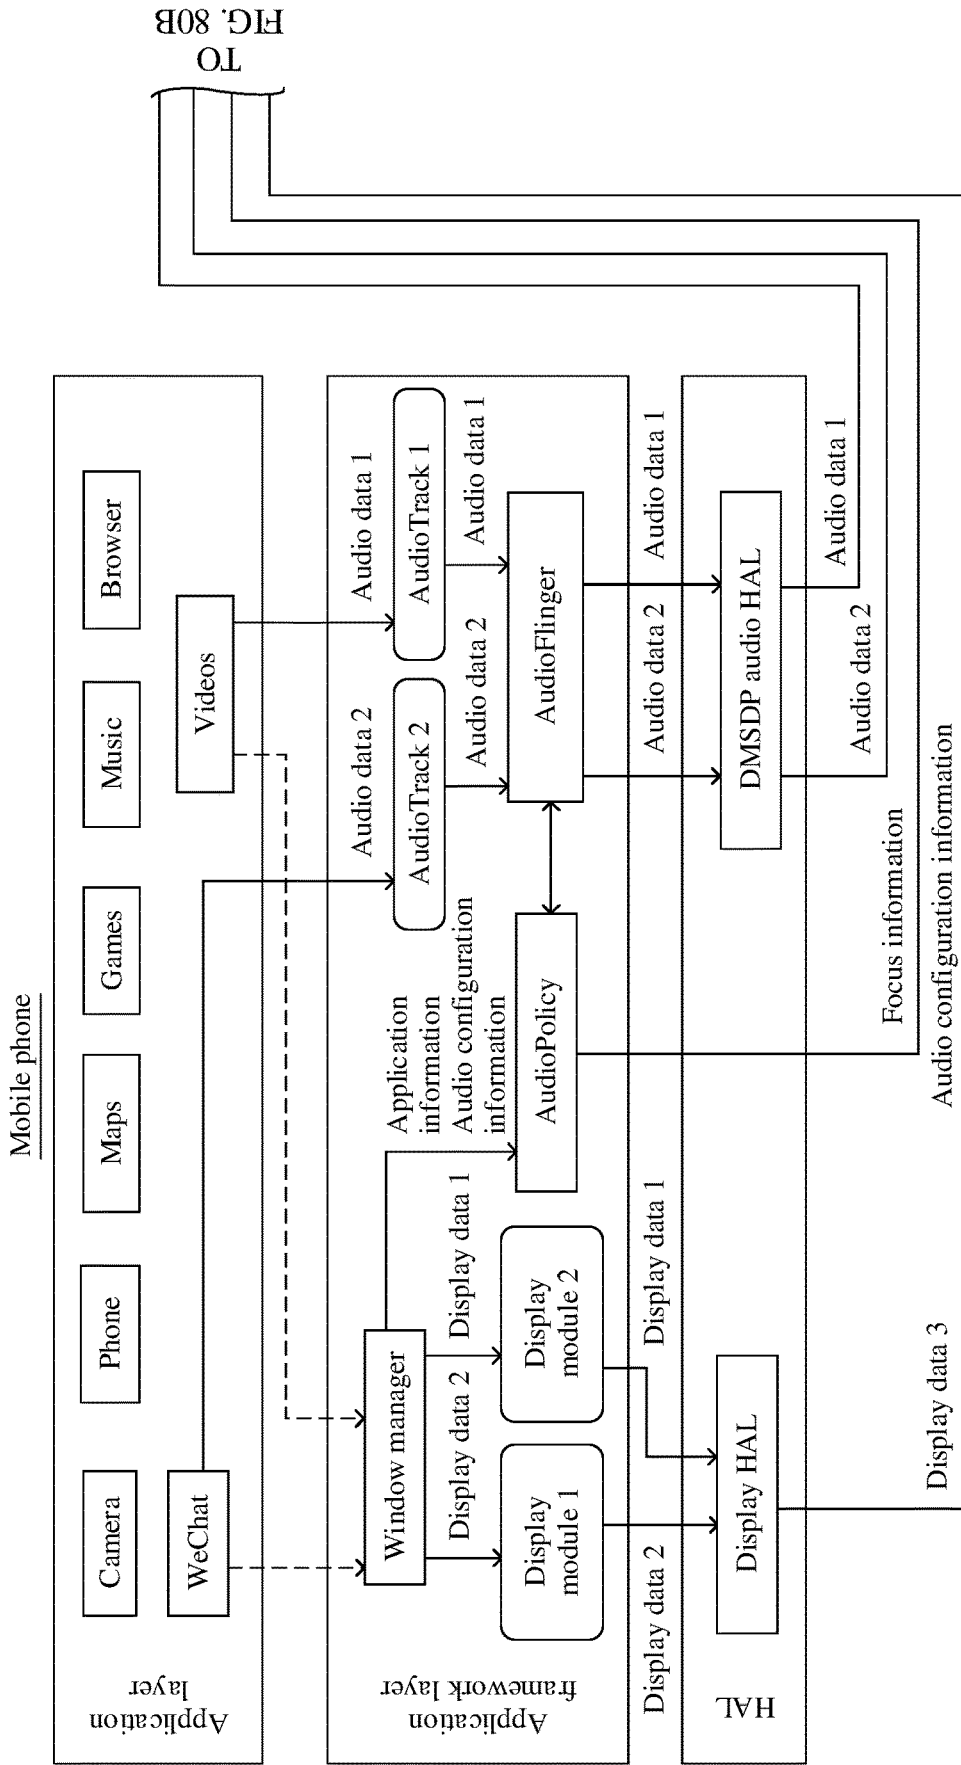 Mobile phone
Application
layer
Camera
Phone
Maps
Games
Music
Browser
WeChat
Videos
Audio data 2
Audio data 1
Application
framework layer
Window manager
Application
information
Audio configuration
information
AudioTrack 2
AudioTrack 1
Display data 2
Display data 1
Audio data 2
Audio data 1
Display
module 1
Display
module 2
AudioPolicy
AudioFlinger
Display data 2
Display data 1
Audio data 2
Audio data 1
HAL
Display HAL
DMSDP audio HAL
Audio data 2
Audio data 1
Focus information
Display data 3
Audio configuration information
TO
FIG. 80B